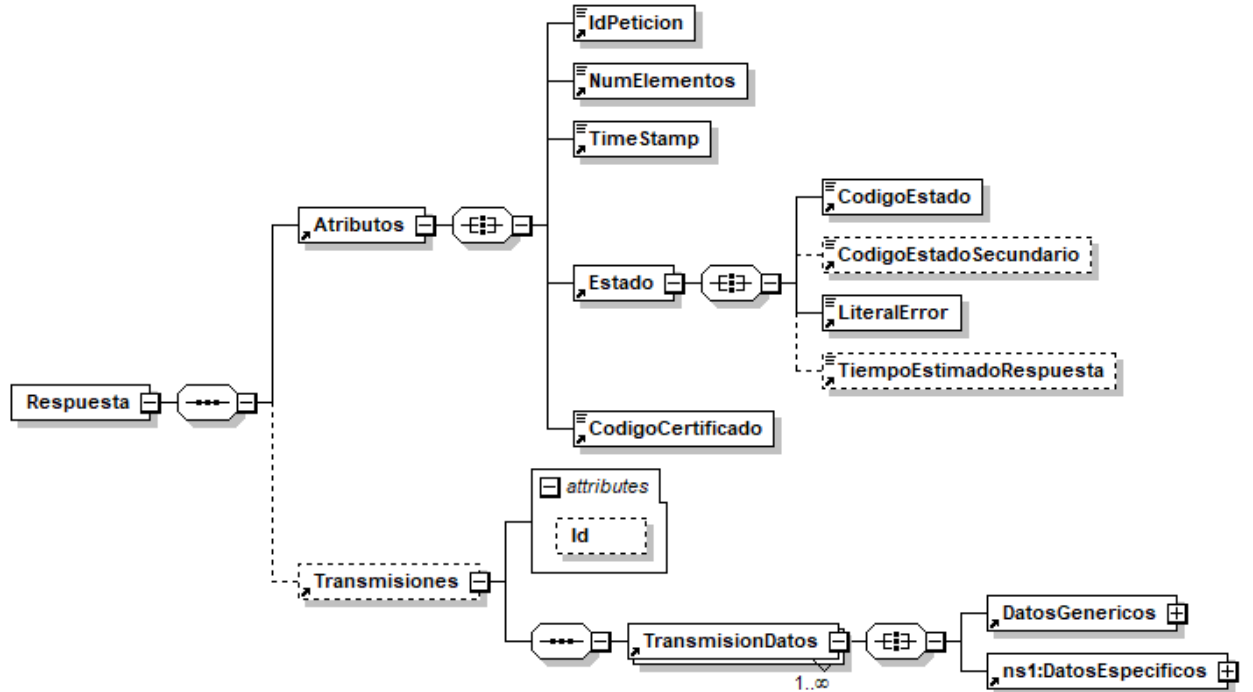 IdPeticion
NumElementos
TimeStamp
CodigoEstado
Atributos
CodigoEstadoSecundario
Estado
LiteralError
TiempoEstimadoRespuesta
Respuesta
CodigoCertificado
attributes
Id
Transmisiones
DatosGenericos
TransmisionDatos
1..∞
ns1:DatosEspecificos